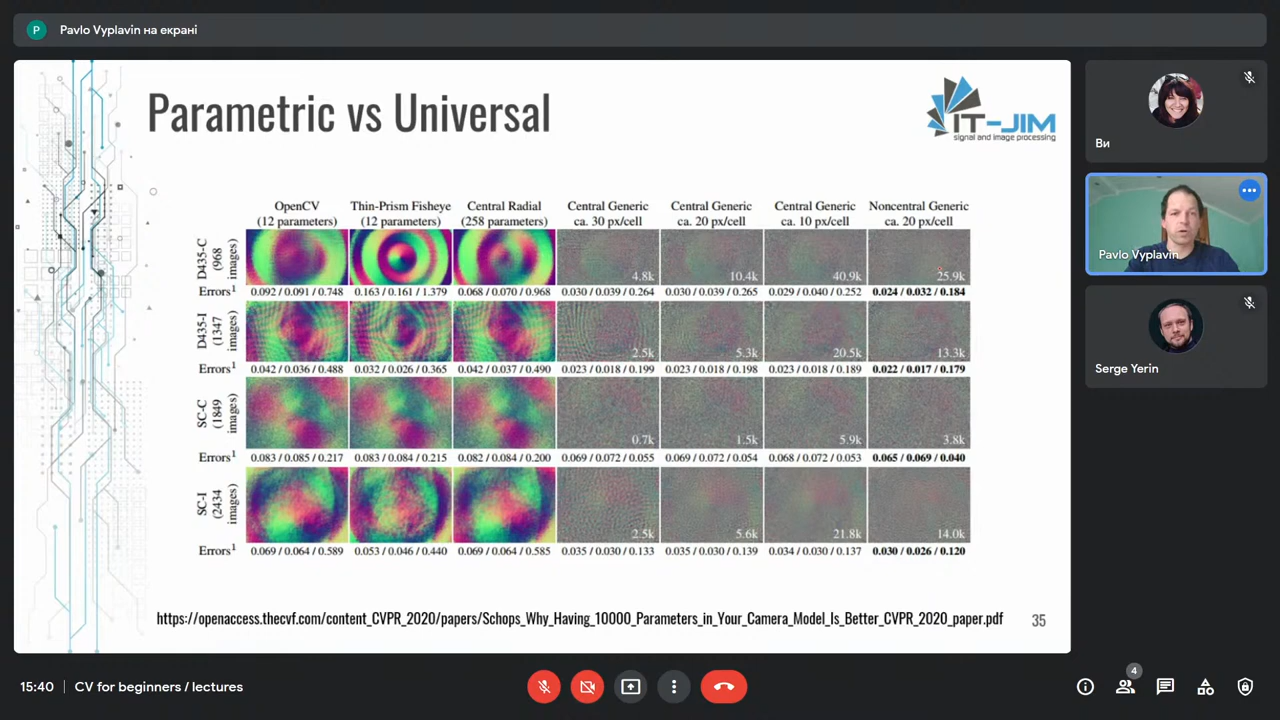 P Pavlo Vyplavin на екрані
Parametric vs Universal
IT-JIM
signal and image processing
OpenCV Thin-Prism Fisheye Central Radial Central Generic Central Generic Central Generic Noncentral Generic
(12 parameters) (12 parameters) (258 parameters) ca. 30 px/cell ca. 20 px/cell ca. 10 px/cell ca. 20 px/cell
D435-C
(968
images)
4.8k 10.4k 40.9k 25.9k
Errors¹ 0.092 / 0.091 / 0.748 0.163 / 0.161 / 1.379 0.068 / 0.070 / 0.968 0.030 / 0.039 / 0.264 0.030 / 0.039 / 0.265 0.029 / 0.040 / 0.252 0.024 / 0.032 / 0.184
D435-I
(1347
images)
2.5k 5.3k 20.5k 13.3k
Errors¹ 0.042 / 0.036 / 0.488 0.032 / 0.026 / 0.365 0.042 / 0.037 / 0.490 0.023 / 0.018 / 0.199 0.023 / 0.018 / 0.198 0.023 / 0.018 / 0.189 0.022 / 0.017 / 0.179
SC-C
(1849
images)
0.7k 1.5k 5.9k 3.8k
Errors¹ 0.083 / 0.085 / 0.217 0.083 / 0.084 / 0.215 0.082 / 0.084 / 0.200 0.069 / 0.072 / 0.055 0.069 / 0.072 / 0.054 0.068 / 0.072 / 0.053 0.065 / 0.069 / 0.040
SC-I
(2434
images)
2.5k 5.6k 21.8k 14.0k
Errors¹ 0.069 / 0.064 / 0.589 0.053 / 0.046 / 0.440 0.069 / 0.064 / 0.585 0.035 / 0.030 / 0.133 0.035 / 0.030 / 0.139 0.034 / 0.030 / 0.137 0.030 / 0.026 / 0.120
https://openaccess.thecvf.com/content_CVPR_2020/papers/Schops_Why_Having_10000_Parameters_in_Your_Camera_Model_Is_Better_CVPR_2020_paper.pdf
35
Ви
Pavlo Vyplavin
Serge Yerin
15:40 | CV for beginners / lectures
4